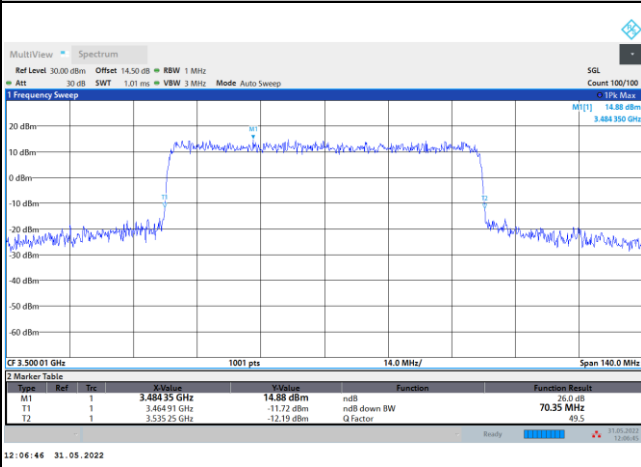 MultiView Spectrum
Ref Level 30.00 dBm Offset 14.50 dB RBW 1 MHz SGL
Att 30 dB SWT 1.01 ms VBW 3 MHz Mode Auto Sweep Count 100/100
1 Frequency Sweep 1Pk Max
M1[1] 14.88 dBm
3.484 350 GHz
20 dBm
M1
10 dBm
0 dBm
T1
T2
-10 dBm
-20 dBm
-30 dBm
-40 dBm
-50 dBm
-60 dBm
CF 3.500 01 GHz 1001 pts 14.0 MHz/ Span 140.0 MHz
2 Marker Table
Type Ref Trc X-Value Y-Value Function Function Result
M1 1 3.484 35 GHz 14.88 dBm ndB 26.0 dB
T1 1 3.464 91 GHz -11.72 dBm ndB down BW 70.35 MHz
T2 1 3.535 25 GHz -12.19 dBm Q Factor 49.5
Ready 31.05.2022
12:06:45
12:06:46 31.05.2022